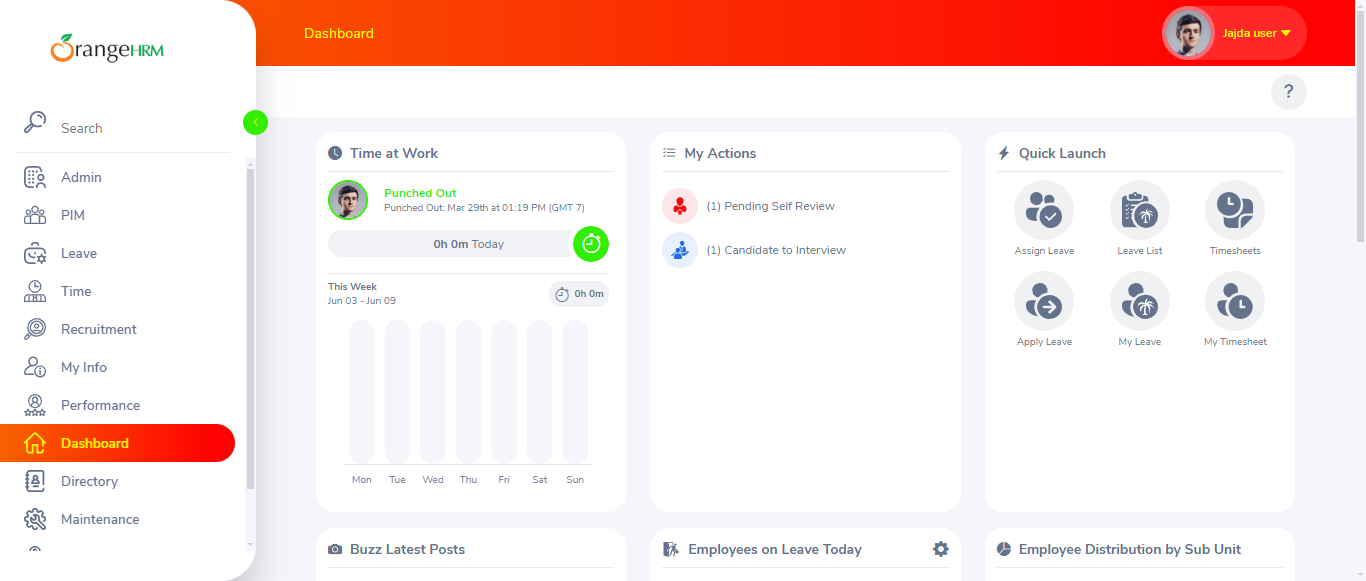 OrangeHRM
Dashboard
Jajda user
?
Search
Admin
PIM
Leave
Time
Recruitment
My Info
Performance
Dashboard
Directory
Maintenance
Time at Work
Punched Out
Punched Out: Mar 29th at 01:19 PM (GMT 7)
0h 0m Today
This Week
Jun 03 - Jun 09
0h 0m
Mon Tue Wed Thu Fri Sat Sun
My Actions
(1) Pending Self Review
(1) Candidate to Interview
Quick Launch
Assign Leave Leave List Timesheets
Apply Leave My Leave My Timesheet
Buzz Latest Posts
Employees on Leave Today
Employee Distribution by Sub Unit